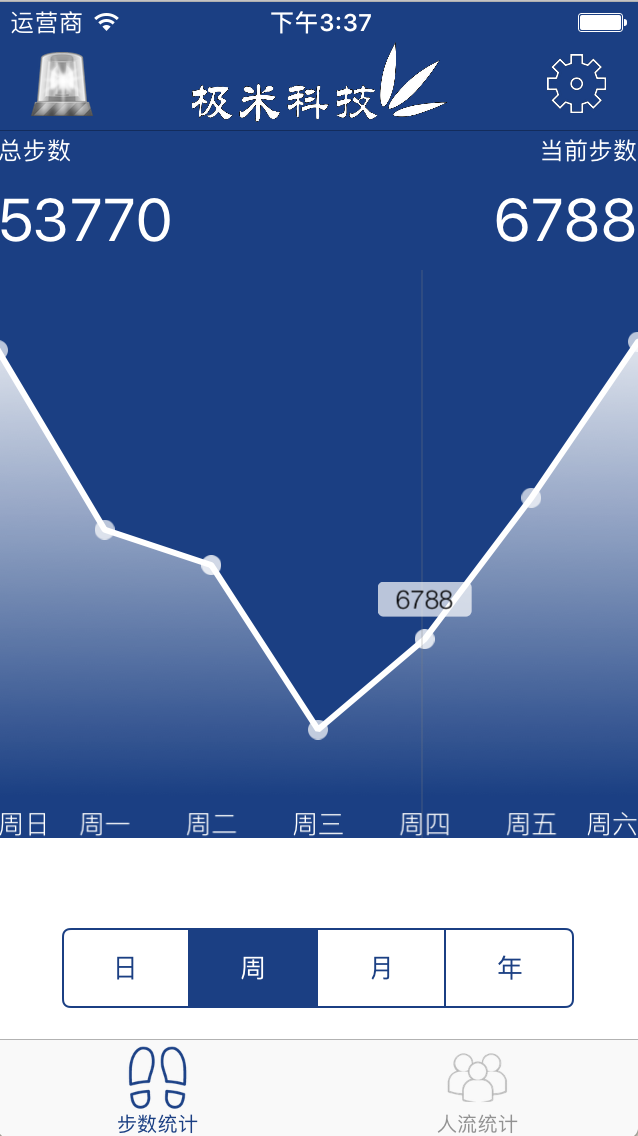 运营商 下午3:37
极米科技
总步数 当前步数
53770 6788
6788
周日 周一 周二 周三 周四 周五 周六
日 周 月 年
步数统计 人流统计